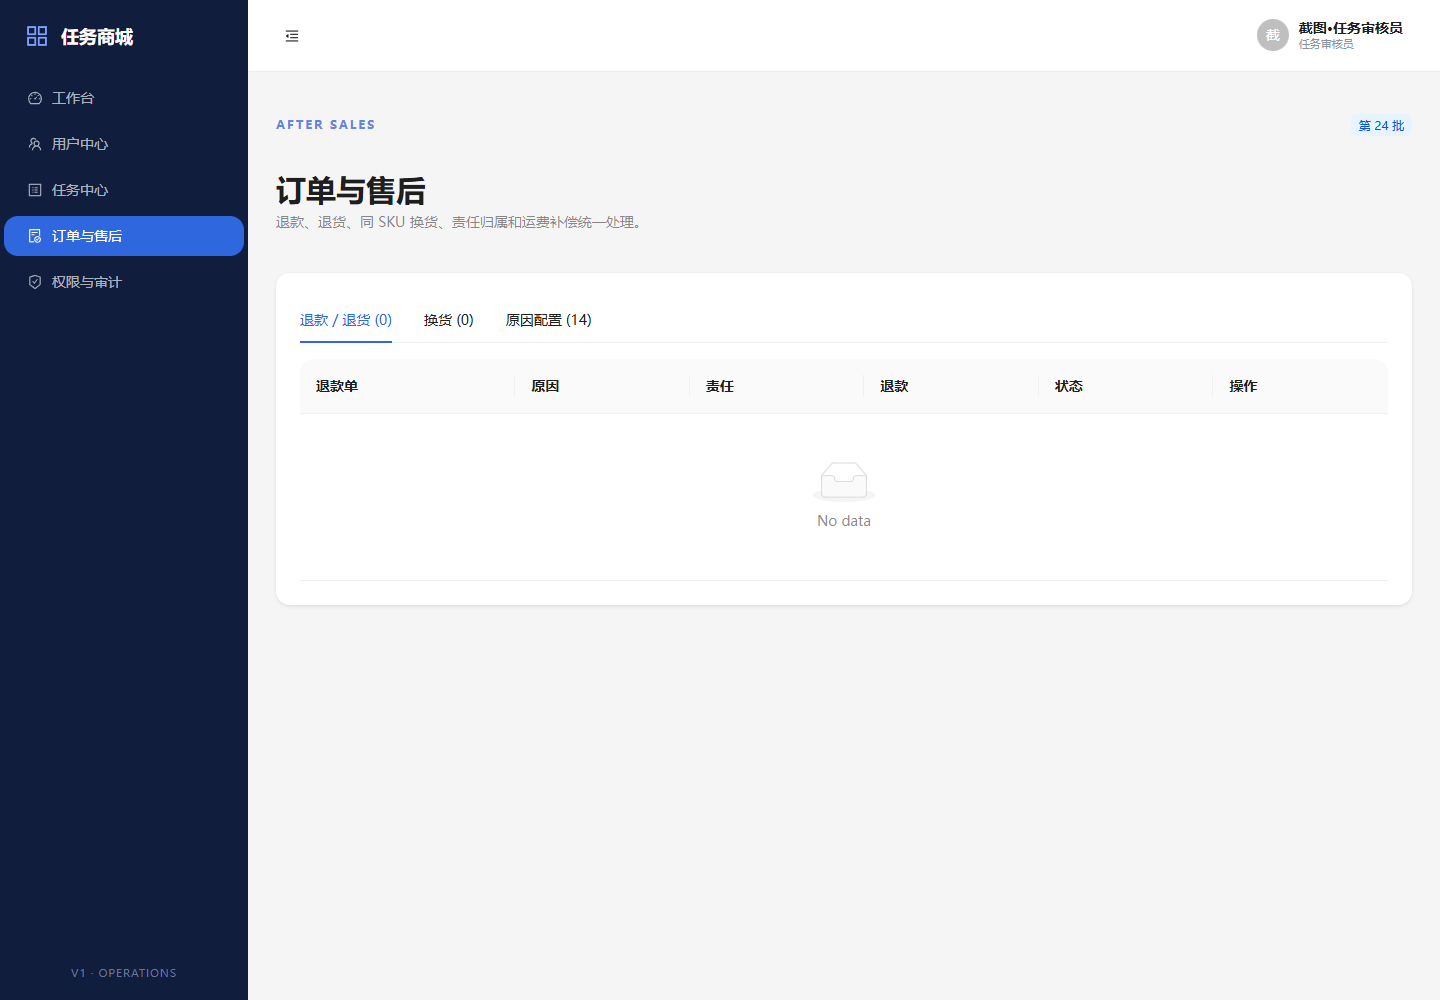 任务商城
截
截图•任务审核员
任务审核员
工作台
用户中心
任务中心
订单与售后
权限与审计
AFTER SALES
第 24 批
订单与售后
退款、退货、同 SKU 换货、责任归属和运费补偿统一处理。
退款 / 退货 (0) 换货 (0) 原因配置 (14)
退款单 原因 责任 退款 状态 操作
No data
V1 · OPERATIONS